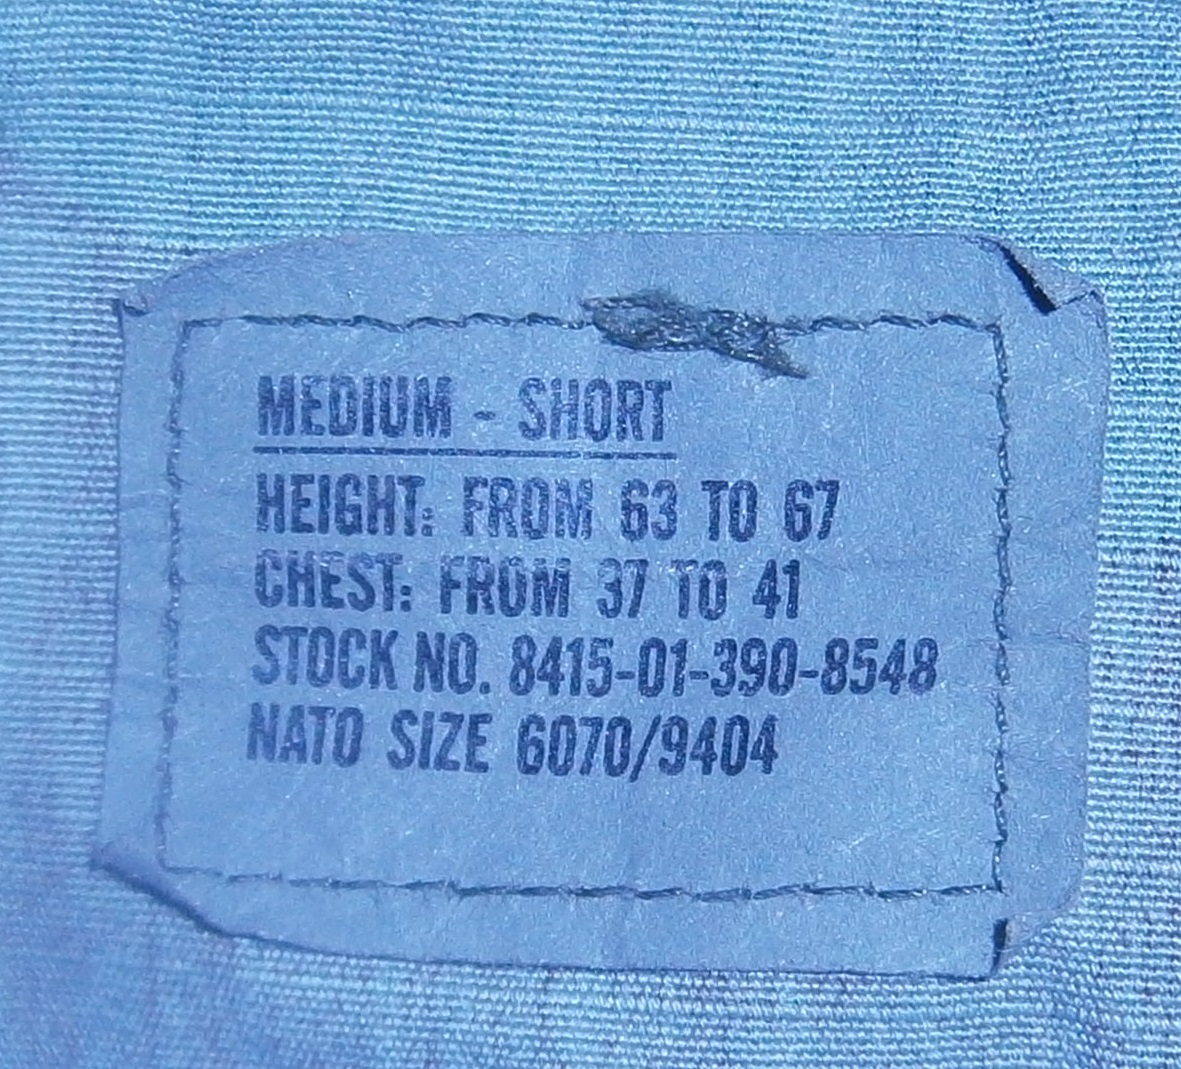 MEDIUM - SHORT
HEIGHT: FROM 63 TO 67
CHEST: FROM 37 TO 41
STOCK NO. 8415-01-390-8548
NATO SIZE 6070/9404